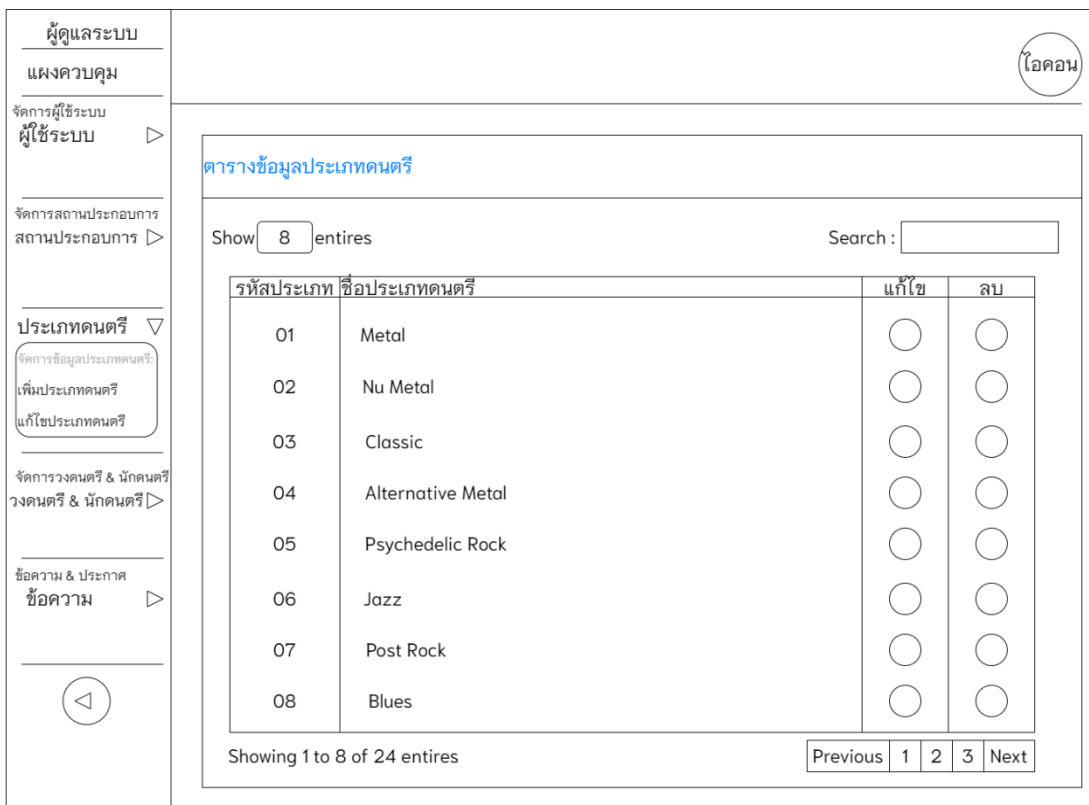 ผู้ดูแลระบบ
แผงควบคุม
จัดการผู้ใช้ระบบ
ผู้ใช้ระบบ
จัดการสถานประกอบการ
สถานประกอบการ
ประเภทดนตรี
จัดการข้อมูลประเภทดนตรี:
เพิ่มประเภทดนตรี
แก้ไขประเภทดนตรี
จัดการวงดนตรี & นักดนตรี
วงดนตรี & นักดนตรี
ข้อความ & ประกาศ
ข้อความ
ไอคอน
ตารางข้อมูลประเภทดนตรี
Show 8 entires Search :
รหัสประเภท ชื่อประเภทดนตรี แก้ไข ลบ
01 Metal
02 Nu Metal
03 Classic
04 Alternative Metal
05 Psychedelic Rock
06 Jazz
07 Post Rock
08 Blues
Showing 1 to 8 of 24 entires Previous 1 2 3 Next